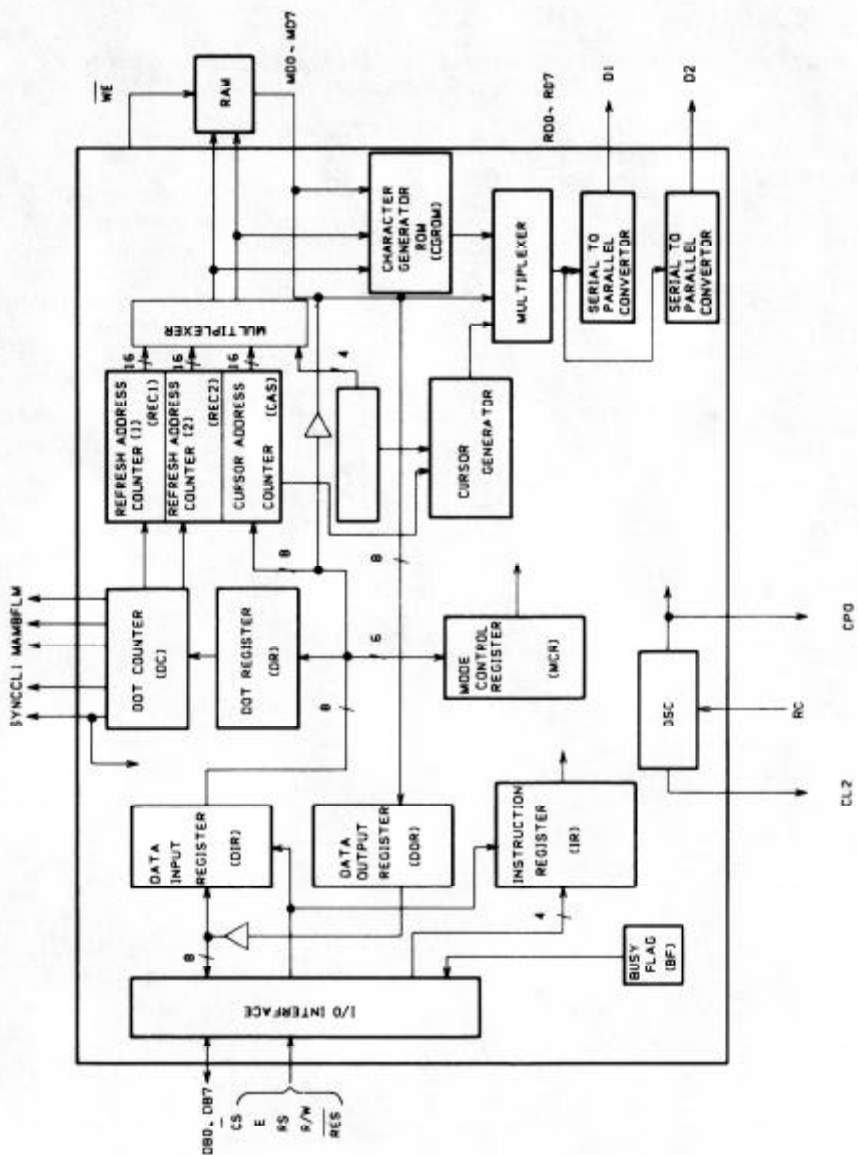 DB0~DB7
CS
E
RS
R/W
RES
I/O INTERFACE
8
DATA
INPUT
REGISTER
(DIR)
DATA
OUTPUT
REGISTER
(DOR)
4
INSTRUCTION
REGISTER
(IR)
BUSY
FLAG
(BF)
SYNCCL1 MAMBFLM
DOT COUNTER
(DC)
DOT REGISTER
(DR)
8
8
16
MODE
CONTROL
REGISTER
(MCR)
8
OSC
CL2
RC
CPO
REFRESH ADDRESS
COUNTER (1)
(REC1)
REFRESH ADDRESS
COUNTER (2)
(REC2)
CURSOR ADDRESS
COUNTER (CAS)
16
16
16
4
MULTIPLEXER
CURSOR
GENERATOR
WE
RAM
MD0~MD7
CHARACTER
GENERATOR
ROM
(CGROM)
MULTIPLEXER
RD0~RD7
SERIAL TO
PARALLEL
CONVERTOR
D1
SERIAL TO
PARALLEL
CONVERTOR
D2